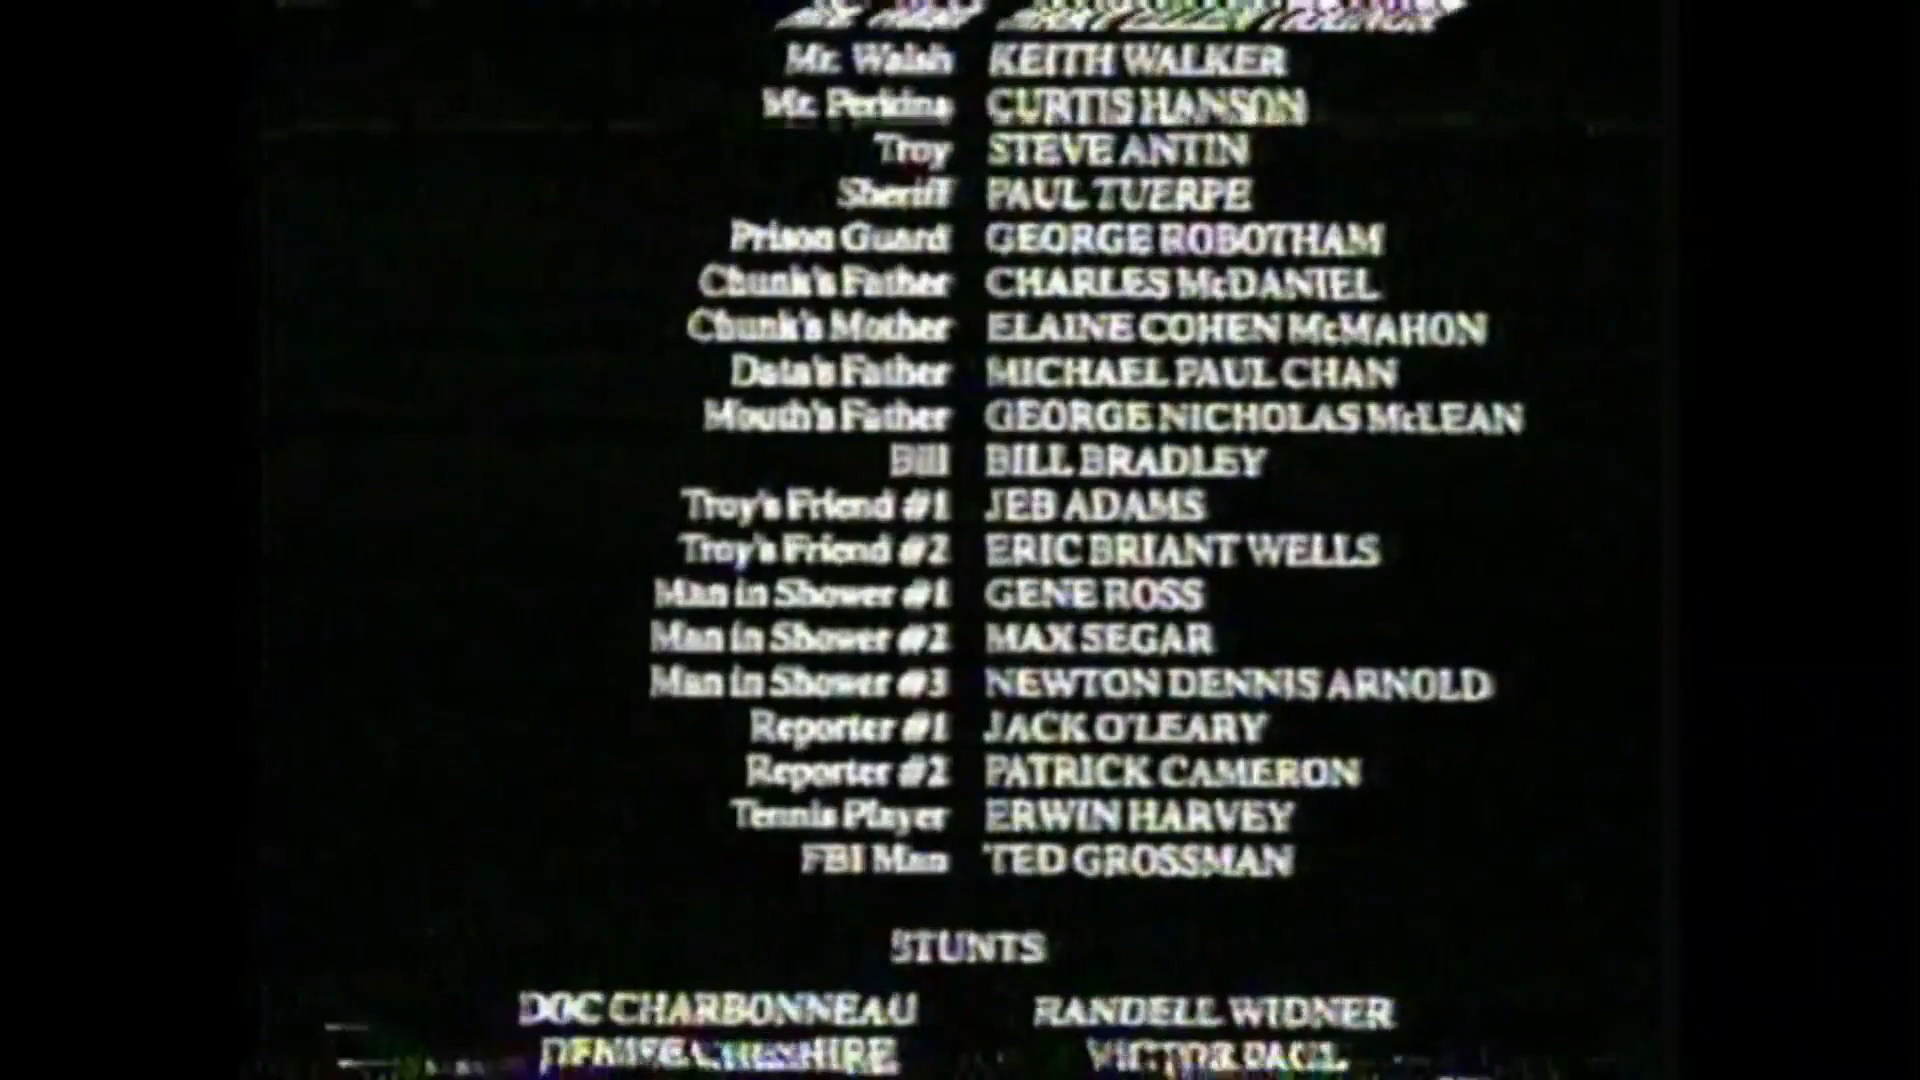 Mr. Walsh KEITH WALKER
Mr. Perkins CURTIS HANSON
Troy STEVE ANTIN
Sheriff PAUL TUERPE
Prison Guard GEORGE ROBOTHAM
Chunk's Father CHARLES McDANIEL
Chunk's Mother ELAINE COHEN McMAHON
Data's Father MICHAEL PAUL CHAN
Mouth's Father GEORGE NICHOLAS McLEAN
Bill BILL BRADLEY
Troy's Friend #1 JEB ADAMS
Troy's Friend #2 ERIC BRIANT WELLS
Man in Shower #1 GENE ROSS
Man in Shower #2 MAX SEGAR
Man in Shower #3 NEWTON DENNIS ARNOLD
Reporter #1 JACK O'LEARY
Reporter #2 PATRICK CAMERON
Tennis Player ERWIN HARVEY
FBI Man TED GROSSMAN
STUNTS
DOC CHARBONNEAU RANDELL WIDNER
DENISE CHESHIRE VICTOR PAUL